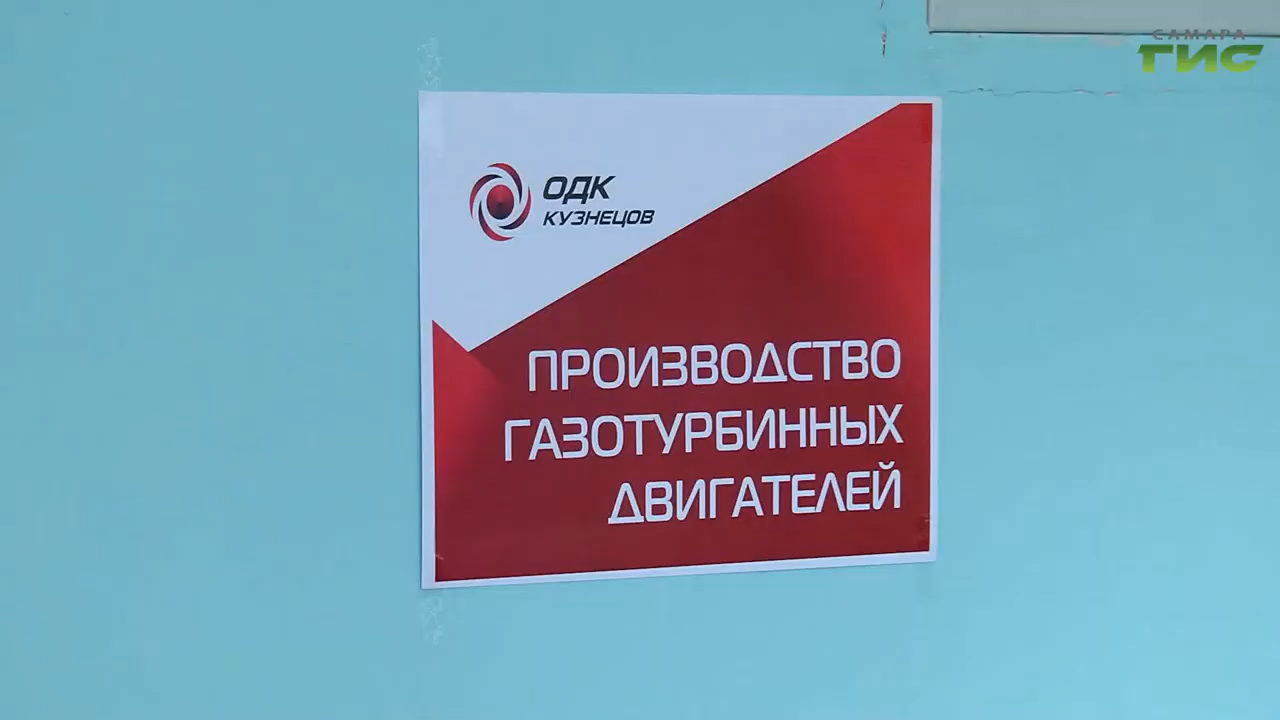 САМАРА
ГИС
ОДК
КУЗНЕЦОВ
ПРОИЗВОДСТВО
ГАЗОТУРБИННЫХ
ДВИГАТЕЛЕЙ